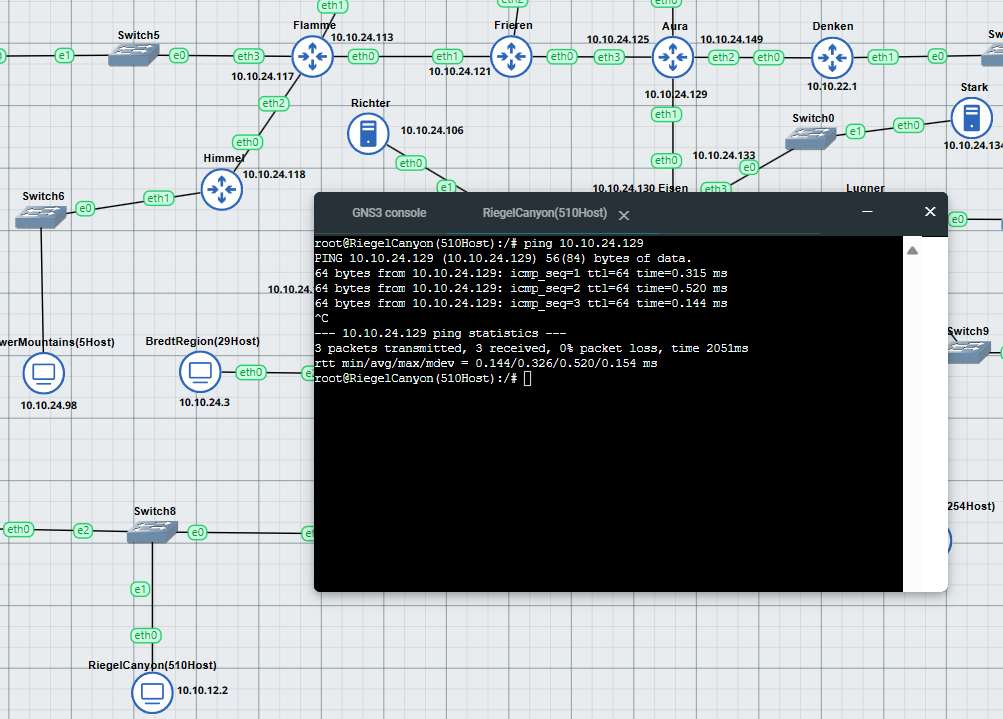 eth1
eth2
eth0
Flamme
Frieren
Aura
Denken
Switch5
10.10.24.113
10.10.24.125
10.10.24.149
e1
e0
eth3
eth0
eth1
eth0
eth3
eth2
eth0
eth1
e0
10.10.24.117
10.10.24.121
10.10.24.129
10.10.22.1
eth2
Richter
eth1
Stark
10.10.24.106
Switch0
e1
eth0
10.10.24.134
eth0
Himmel
10.10.24.118
eth0
e1
eth0
10.10.24.133
e0
eth3
10.10.24.130
Eisen
Lugner
Switch6
e0
eth1
e0
GNS3 console
RiegelCanyon(510Host)
root@RiegelCanyon(510Host):/# ping 10.10.24.129
PING 10.10.24.129 (10.10.24.129) 56(84) bytes of data.
64 bytes from 10.10.24.129: icmp_seq=1 ttl=64 time=0.315 ms
64 bytes from 10.10.24.129: icmp_seq=2 ttl=64 time=0.520 ms
64 bytes from 10.10.24.129: icmp_seq=3 ttl=64 time=0.144 ms
^C
--- 10.10.24.129 ping statistics ---
3 packets transmitted, 3 received, 0% packet loss, time 2051ms
rtt min/avg/max/mdev = 0.144/0.326/0.520/0.154 ms
root@RiegelCanyon(510Host):/#
10.10.24.
werMountains(5Host)
BredtRegion(29Host)
witch9
eth0
10.10.24.98
10.10.24.3
254Host)
Switch8
eth0
e2
e0
e1
eth0
RiegelCanyon(510Host)
10.10.12.2